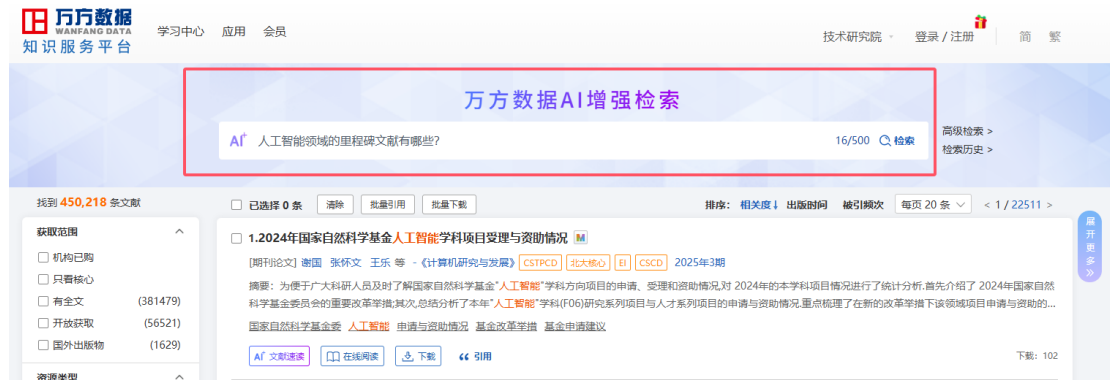 万方数据
WANFANG DATA
知识服务平台
学习中心 应用 会员
技术研究院 登录 / 注册 简 繁
万方数据AI增强检索
AI+ 人工智能领域的里程碑文献有哪些? 16/500 检索
高级检索 >
检索历史 >
找到 450,218 条文献
已选择 0 条 清除 批量引用 批量下载 排序: 相关度↓ 出版时间 被引频次 每页 20 条 < 1 / 22511 >
展开更多
获取范围
机构已购
只看核心
有全文 (381479)
开放获取 (56521)
国外出版物 (1629)
资源类型
1.2024年国家自然科学基金人工智能学科项目受理与资助情况 M
[期刊论文] 谢国 张怀文 王乐 等 -《计算机研究与发展》 CSTPCD 北大核心 EI CSCD 2025年3期
摘要: 为便于广大科研人员及时了解国家自然科学基金"人工智能"学科方向项目的申请、受理和资助情况,对 2024年的本学科项目情况进行了统计分析.首先介绍了 2024年国家自然
科学基金委员会的重要改革举措;其次,总结分析了本年"人工智能"学科(F06)研究系列项目与人才系列项目的申请与资助情况.重点梳理了在新的改革举措下该领域项目申请与资助的...
国家自然科学基金委 人工智能 申请与资助情况 基金改革举措 基金申请建议
AI+ 文献速读 在线阅读 下载 引用 下载: 102